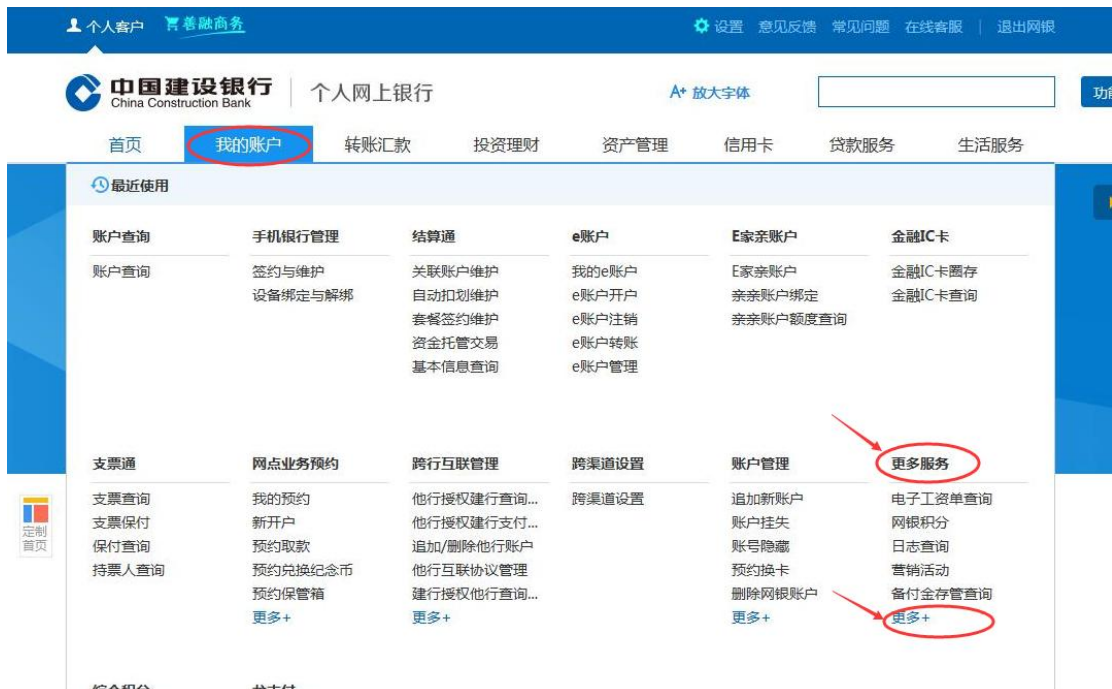 个人客户 善融商务 设置 意见反馈 常见问题 在线客服 | 退出网银
中国建设银行
China Construction Bank
个人网上银行
A+ 放大字体
功能
首页 我的账户 转账汇款 投资理财 资产管理 信用卡 贷款服务 生活服务
最近使用
账户查询 手机银行管理 结算通 e账户 E家亲账户 金融IC卡
账户查询 签约与维护 关联账户维护 我的e账户 E家亲账户 金融IC卡圈存
设备绑定与解绑 自动扣划维护 e账户开户 亲亲账户绑定 金融IC卡查询
套餐签约维护 e账户注销 亲亲账户额度查询
资金托管交易 e账户转账
基本信息查询 e账户管理
支票通 网点业务预约 跨行互联管理 跨渠道设置 账户管理 更多服务
支票查询 我的预约 他行授权建行查询... 跨渠道设置 追加新账户 电子工资单查询
支票保付 新开户 他行授权建行支付... 账户挂失 网银积分
保付查询 预约取款 追加/删除他行账户 账号隐藏 日志查询
持票人查询 预约兑换纪念币 他行互联协议管理 预约换卡 营销活动
预约保管箱 建行授权他行查询... 删除网银账户 备付金存管查询
更多+ 更多+ 更多+ 更多+
定制
首页
综合积分 龙支付